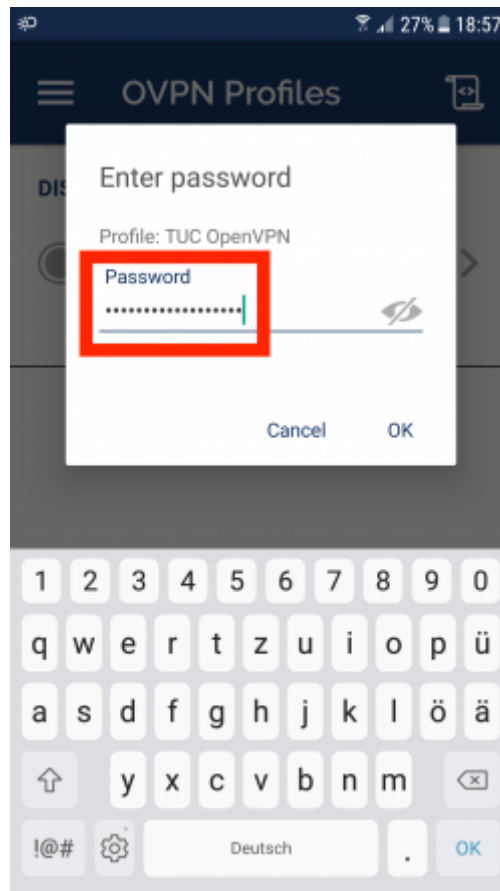 27% 18:57
OVPN Profiles
DIS
Enter password
Profile: TUC OpenVPN
Password
••••••••••••••••••
Cancel OK
1 2 3 4 5 6 7 8 9 0
q w e r t z u i o p ü
a s d f g h j k l ö ä
y x c v b n m
!@# Deutsch . OK